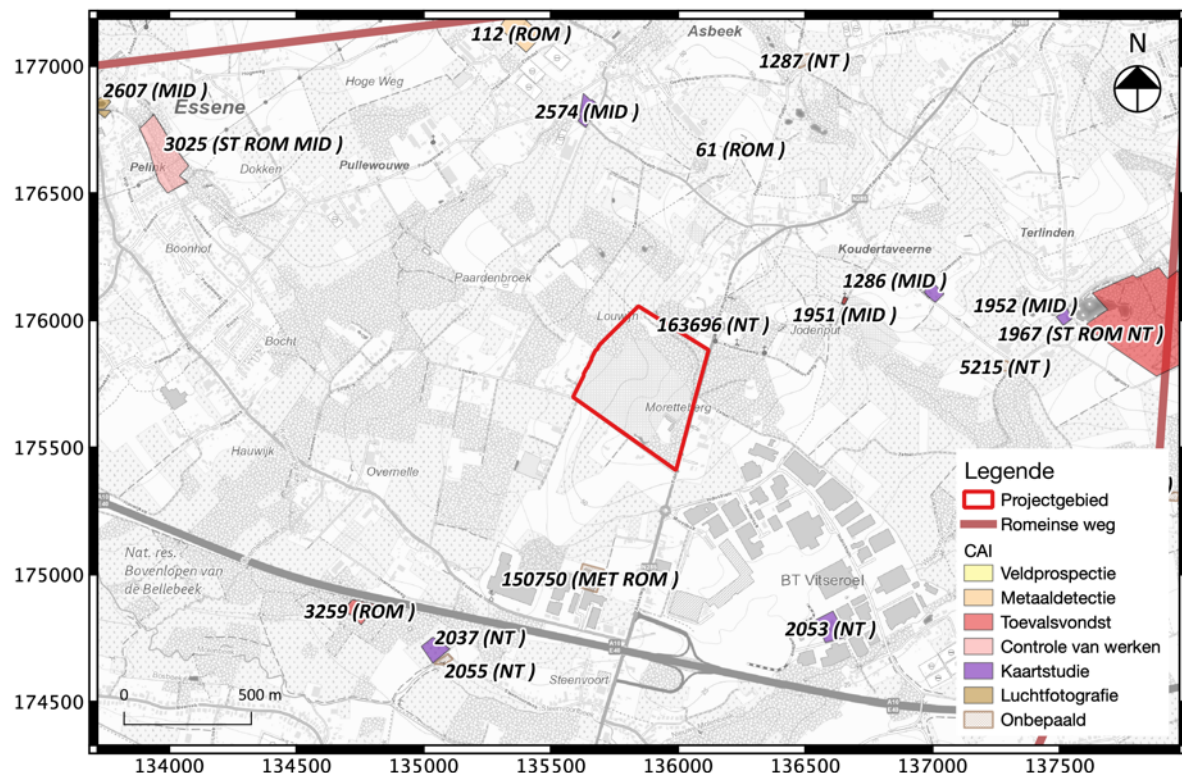 112 (ROM )
Asbeek
N
177000
1287 (NT )
2607 (MID )
Hoge Weg
Essene
2574 (MID )
3025 (ST ROM MID )
61 (ROM )
Pelink
Dokken
Pullewouwe
176500
N285
Boonhof
Koudertaveerne
Terlinden
Paardenbroek
1286 (MID )
1952 (MID )
176000
Louwijn
163696 (NT )
1951 (MID )
Jodenput
1967 (ST ROM NT )
Bocht
5215 (NT )
Moretteberg
175500
Hauwijk
Overnelle
Legende
Projectgebied
Romeinse weg
CAI
Nat. res.
Bovenlopen van
de Bellebeek
175000
150750 (MET ROM )
BT Vitseroel
Veldprospectie
Metaaldetectie
3259 (ROM )
Toevalsvondst
2037 (NT )
2053 (NT )
Controle van werken
2055 (NT )
Steenvoort
Kaartstudie
Luchtfotografie
174500
0 500 m
A10
E40
Onbepaald
134000 134500 135000 135500 136000 136500 137000 137500